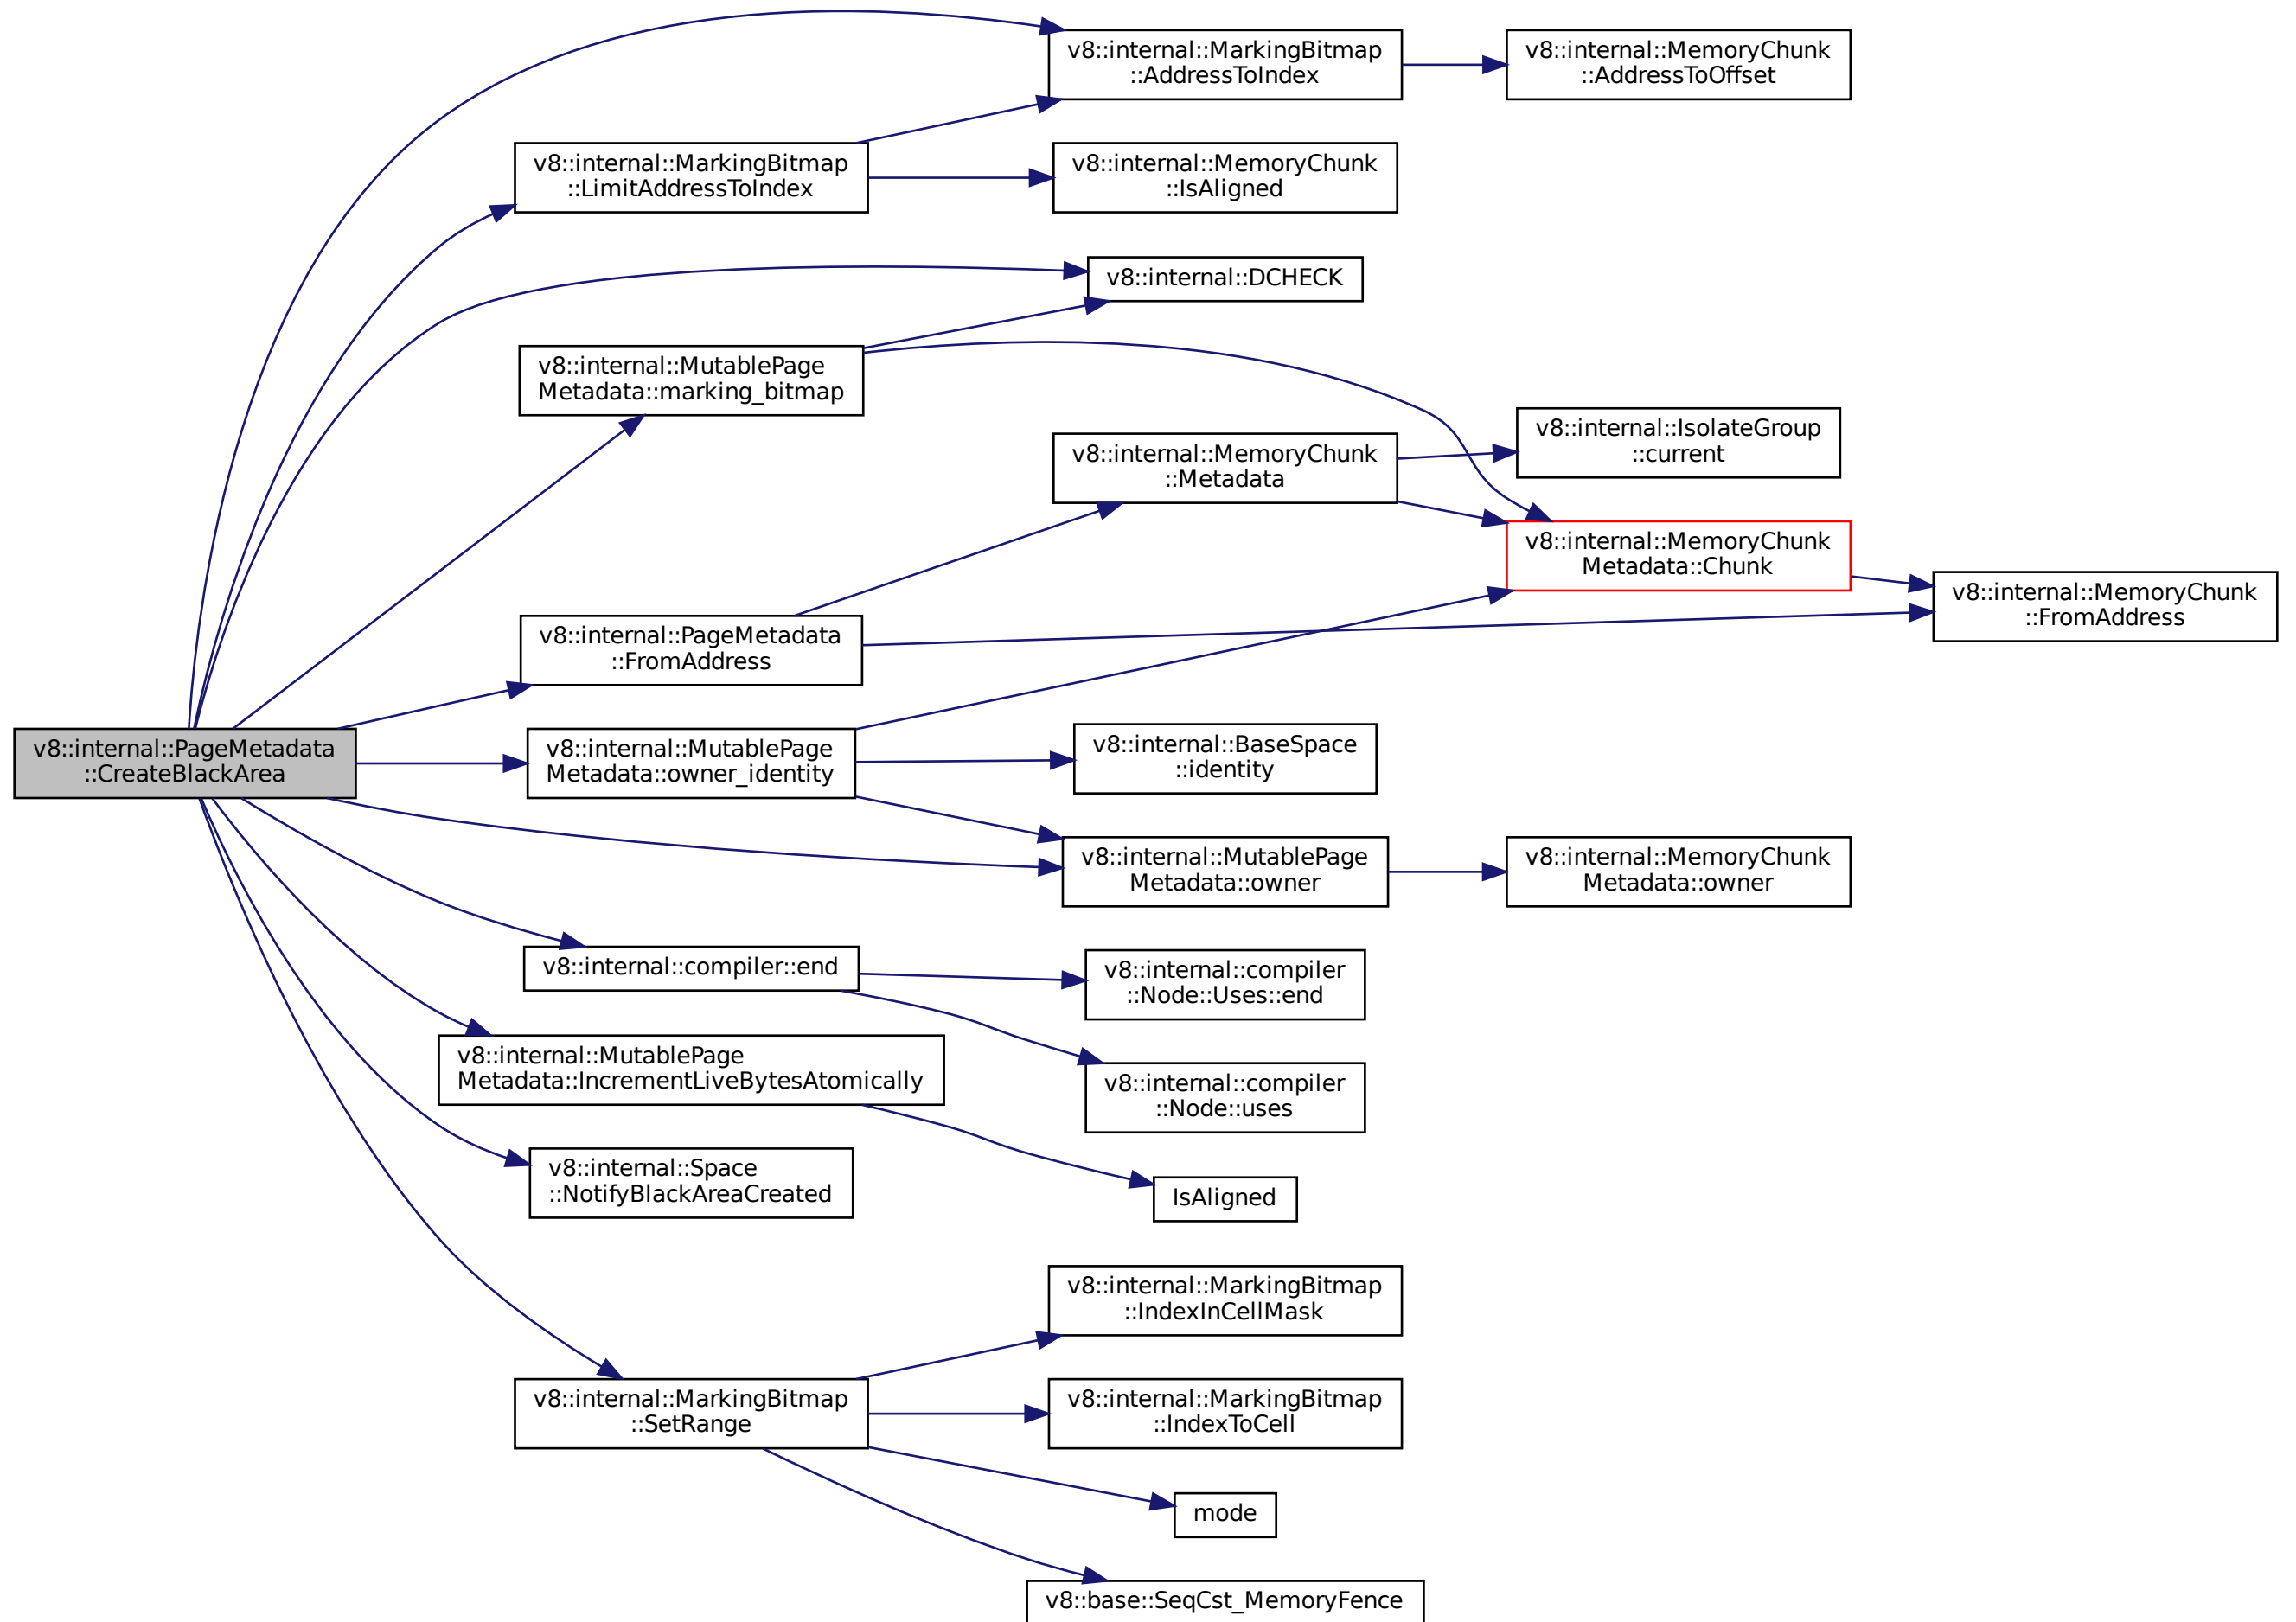 v8::internal::MarkingBitmap
::AddressToIndex
v8::internal::MemoryChunk
::AddressToOffset
v8::internal::MarkingBitmap
::LimitAddressToIndex
v8::internal::MemoryChunk
::IsAligned
v8::internal::DCHECK
v8::internal::MutablePage
Metadata::marking_bitmap
v8::internal::IsolateGroup
::current
v8::internal::MemoryChunk
::Metadata
v8::internal::MemoryChunk
Metadata::Chunk
v8::internal::MemoryChunk
::FromAddress
v8::internal::PageMetadata
::FromAddress
v8::internal::PageMetadata
::CreateBlackArea
v8::internal::MutablePage
Metadata::owner_identity
v8::internal::BaseSpace
::identity
v8::internal::MutablePage
Metadata::owner
v8::internal::MemoryChunk
Metadata::owner
v8::internal::compiler::end
v8::internal::compiler
::Node::Uses::end
v8::internal::MutablePage
Metadata::IncrementLiveBytesAtomically
v8::internal::compiler
::Node::uses
v8::internal::Space
::NotifyBlackAreaCreated
IsAligned
v8::internal::MarkingBitmap
::IndexInCellMask
v8::internal::MarkingBitmap
::SetRange
v8::internal::MarkingBitmap
::IndexToCell
mode
v8::base::SeqCst_MemoryFence